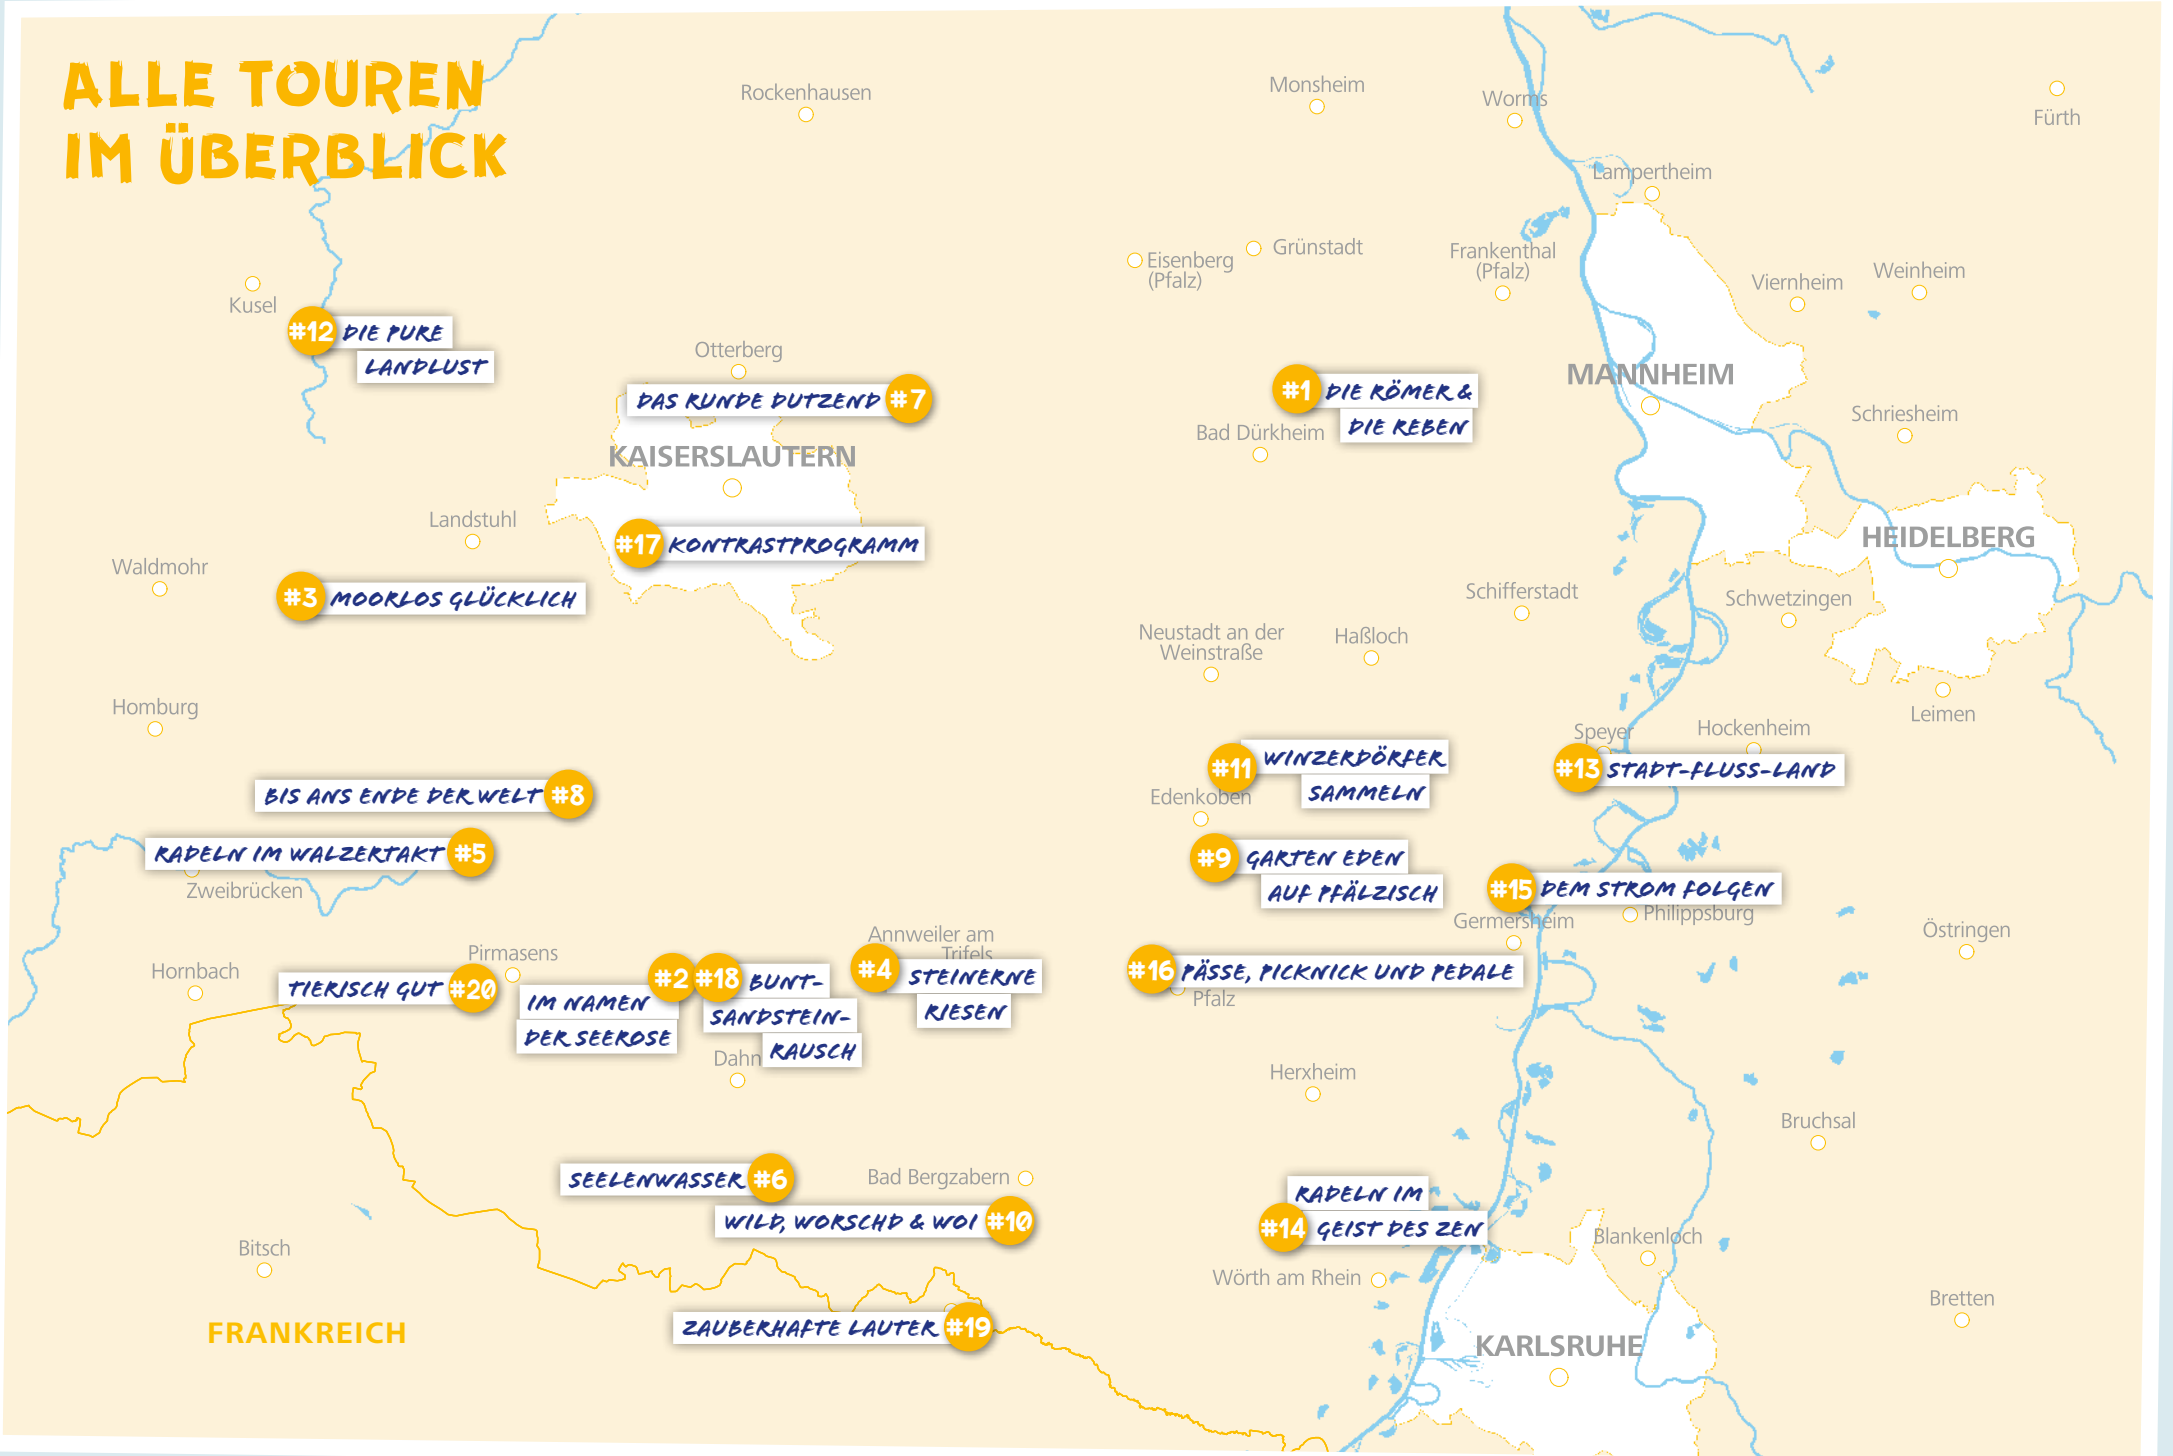 ALLE TOUREN
IM ÜBERBLICK
Rockenhausen
Monsheim
Worms
Fürth
Lampertheim
Kusel
Eisenberg
(Pfalz)
Grünstadt
Frankenthal
(Pfalz)
Viernheim
Weinheim
#12 DIE PURE
LANDLUST
Otterberg
DAS RUNDE DUTZEND #7
KAISERSLAUTERN
#1 DIE RÖMER &
DIE REBEN
Bad Dürkheim
MANNHEIM
Schriesheim
Landstuhl
#17 KONTRASTPROGRAMM
HEIDELBERG
Waldmohr
#3 MOORLOS GLÜCKLICH
Schifferstadt
Schwetzingen
Neustadt an der
Weinstraße
Haßloch
Homburg
Leimen
Speyer
Hockenheim
#11 WINZERDÖRFER
SAMMELN
#13 STADT-FLUSS-LAND
BIS ANS ENDE DER WELT #8
Edenkoben
RADELN IM WALZERTAKT #5
Zweibrücken
#9 GARTEN EDEN
AUF PFÄLZISCH
#15 DEM STROM FOLGEN
Germersheim
Philippsburg
Östringen
Annweiler am
Trifels
Pirmasens
Hornbach
TIERISCH GUT #20
#2
IM NAMEN
DER SEEROSE
#18 BUNT-
SANDSTEIN-
RAUSCH
#4 STEINERNE
RIESEN
#16 PÄSSE, PICKNICK UND PEDALE
Pfalz
Dahn
Herxheim
Bruchsal
SEELENWASSER #6
Bad Bergzabern
WILD, WORSCHD & WOI #10
RADELN IM
#14 GEIST DES ZEN
Blankenloch
Bitsch
Wörth am Rhein
Bretten
FRANKREICH
ZAUBERHAFTE LAUTER #19
KARLSRUHE